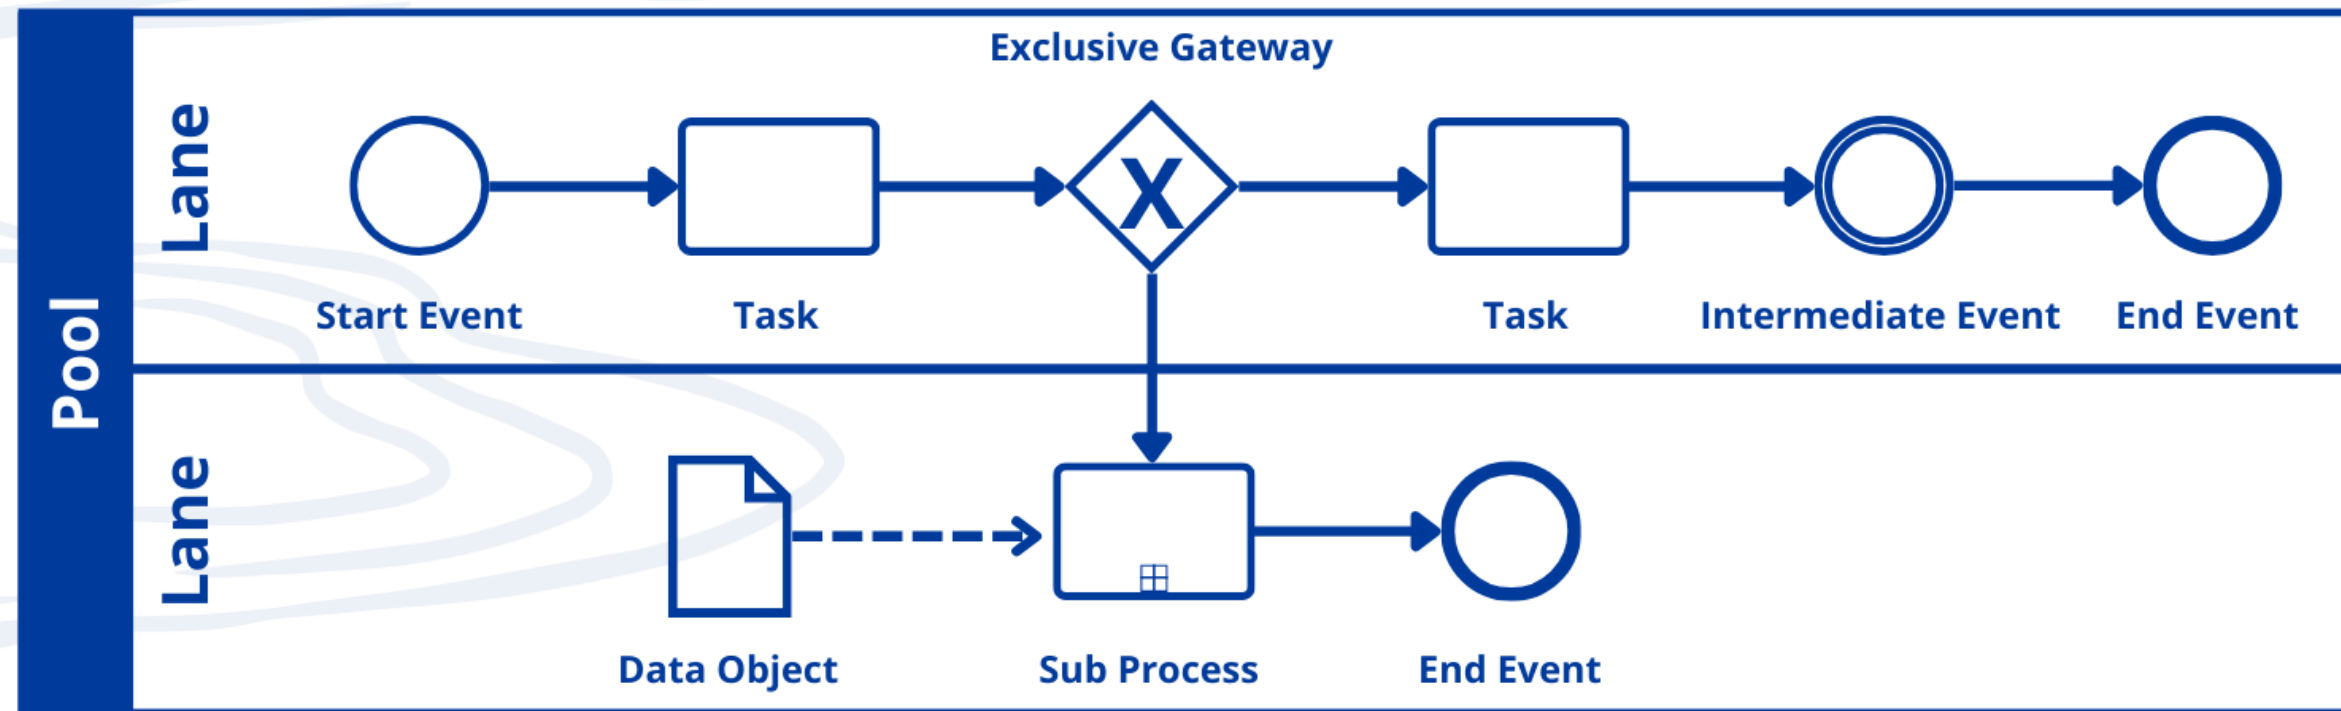 Pool
Lane
Exclusive Gateway
X
Start Event
Task
Task
Intermediate Event
End Event
Lane
Data Object
Sub Process
End Event